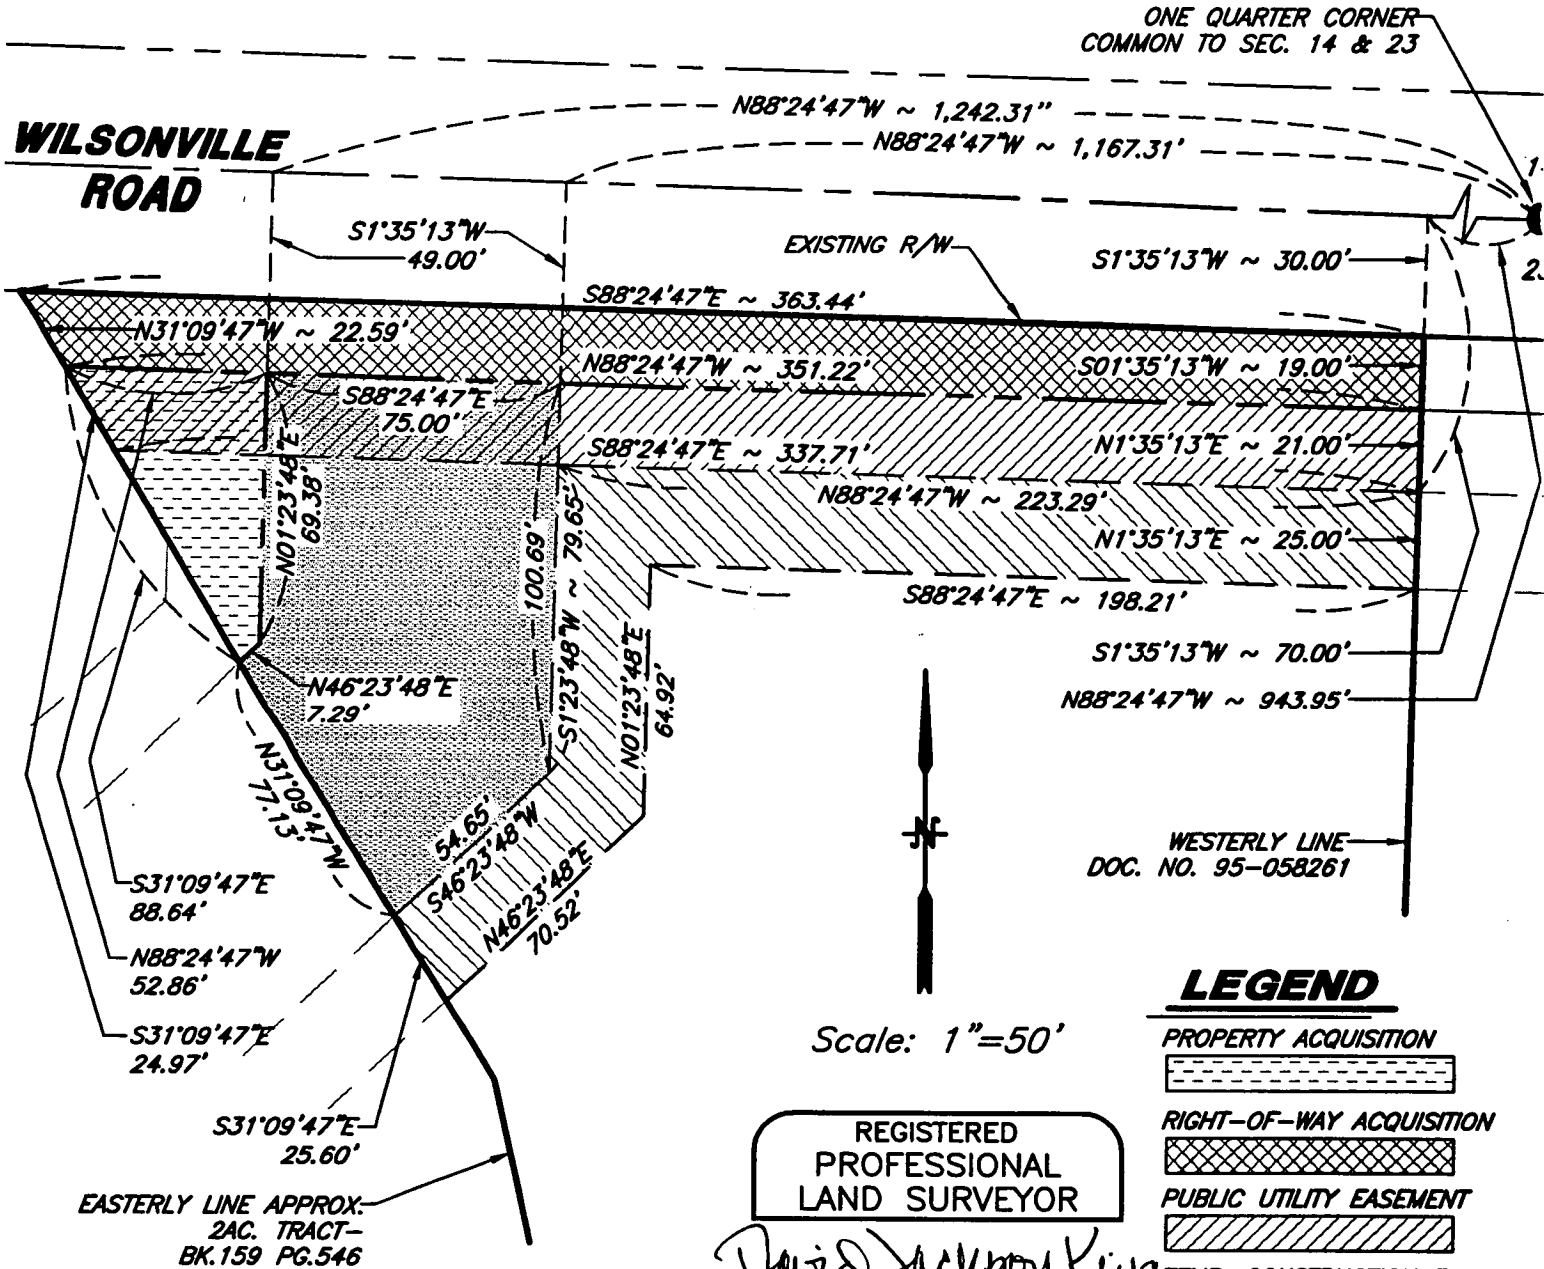 ONE QUARTER CORNER
COMMON TO SEC. 14 & 23
N88°24'47"W ~ 1,242.31"
N88°24'47"W ~ 1,167.31'
WILSONVILLE
ROAD
S1°35'13"W
49.00'
EXISTING R/W
S1°35'13"W ~ 30.00'
S88°24'47"E ~ 363.44'
N31°09'47"W ~ 22.59'
N88°24'47"W ~ 351.22'
S01°35'13"W ~ 19.00'
S88°24'47"E
75.00'
S88°24'47"E ~ 337.71'
N1°35'13"E ~ 21.00'
N88°24'47"W ~ 223.29'
N1°35'13"E ~ 25.00'
N01°23'48"E
69.38'
100.69'
S1°23'48"W ~ 79.65'
S88°24'47"E ~ 198.21'
N01°23'48"E
64.92'
S1°35'13"W ~ 70.00'
N88°24'47"W ~ 943.95'
N46°23'48"E
7.29'
N31°09'47"W
77.13'
54.65'
S46°23'48"W
N46°23'48"E
70.52'
N
WESTERLY LINE
DOC. NO. 95-058261
S31°09'47"E
88.64'
N88°24'47"W
52.86'
S31°09'47"E
24.97'
S31°09'47"E
25.60'
EASTERLY LINE APPROX.
2AC. TRACT-
BK.159 PG.546
Scale: 1"=50'
REGISTERED
PROFESSIONAL
LAND SURVEYOR
David Jackson King
LEGEND
PROPERTY ACQUISITION
RIGHT-OF-WAY ACQUISITION
PUBLIC UTILITY EASEMENT